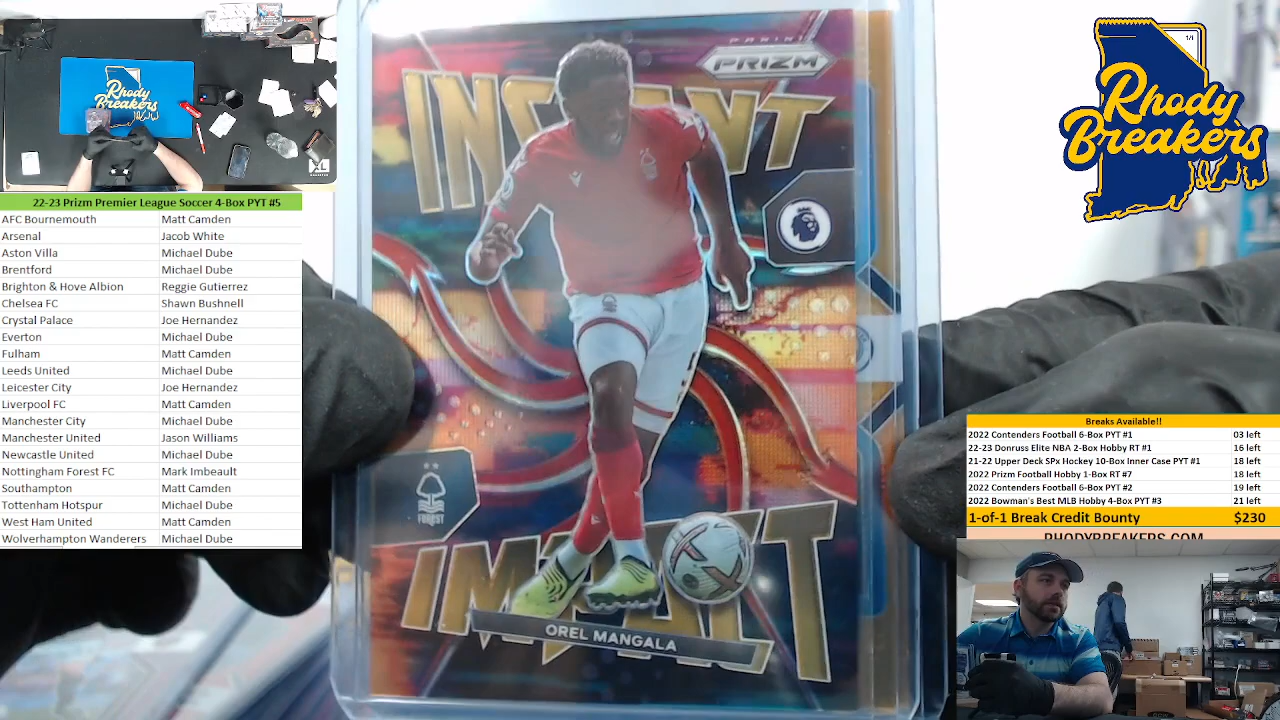 Rhody
Breakers
22-23 Prizm Premier League Soccer 4-Box PYT #5
AFC Bournemouth Matt Camden
Arsenal Jacob White
Aston Villa Michael Dube
Brentford Michael Dube
Brighton & Hove Albion Reggie Gutierrez
Chelsea FC Shawn Bushnell
Crystal Palace Joe Hernandez
Everton Michael Dube
Fulham Matt Camden
Leeds United Michael Dube
Leicester City Joe Hernandez
Liverpool FC Matt Camden
Manchester City Michael Dube
Manchester United Jason Williams
Newcastle United Michael Dube
Nottingham Forest FC Mark Imbeault
Southampton Matt Camden
Tottenham Hotspur Michael Dube
West Ham United Matt Camden
Wolverhampton Wanderers Michael Dube
PANINI
PRIZM
INSTANT
FOREST
IMPACT
OREL MANGALA
1/1
Rhody
Breakers
Breaks Available!!
2022 Contenders Football 6-Box PYT #1 03 left
22-23 Donruss Elite NBA 2-Box Hobby RT #1 16 left
21-22 Upper Deck SPx Hockey 10-Box Inner Case PYT #1 18 left
2022 Prizm Football Hobby 1-Box RT #7 18 left
2022 Contenders Football 6-Box PYT #2 19 left
2022 Bowman's Best MLB Hobby 4-Box PYT #3 21 left
1-of-1 Break Credit Bounty $230
RHODYBREAKERS.COM